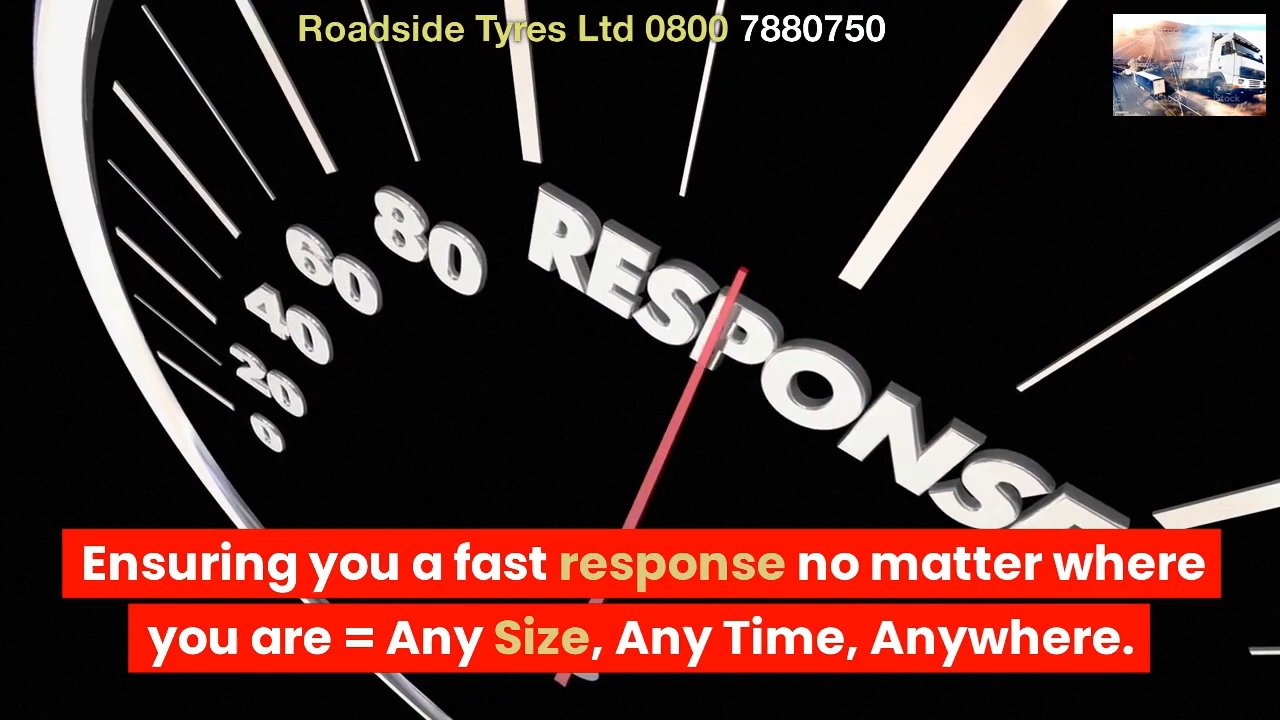 Roadside Tyres Ltd 0800 7880750
iStock
80
60
40
20
0
RESPONSE
Ensuring you a fast response no matter where
you are = Any Size, Any Time, Anywhere.